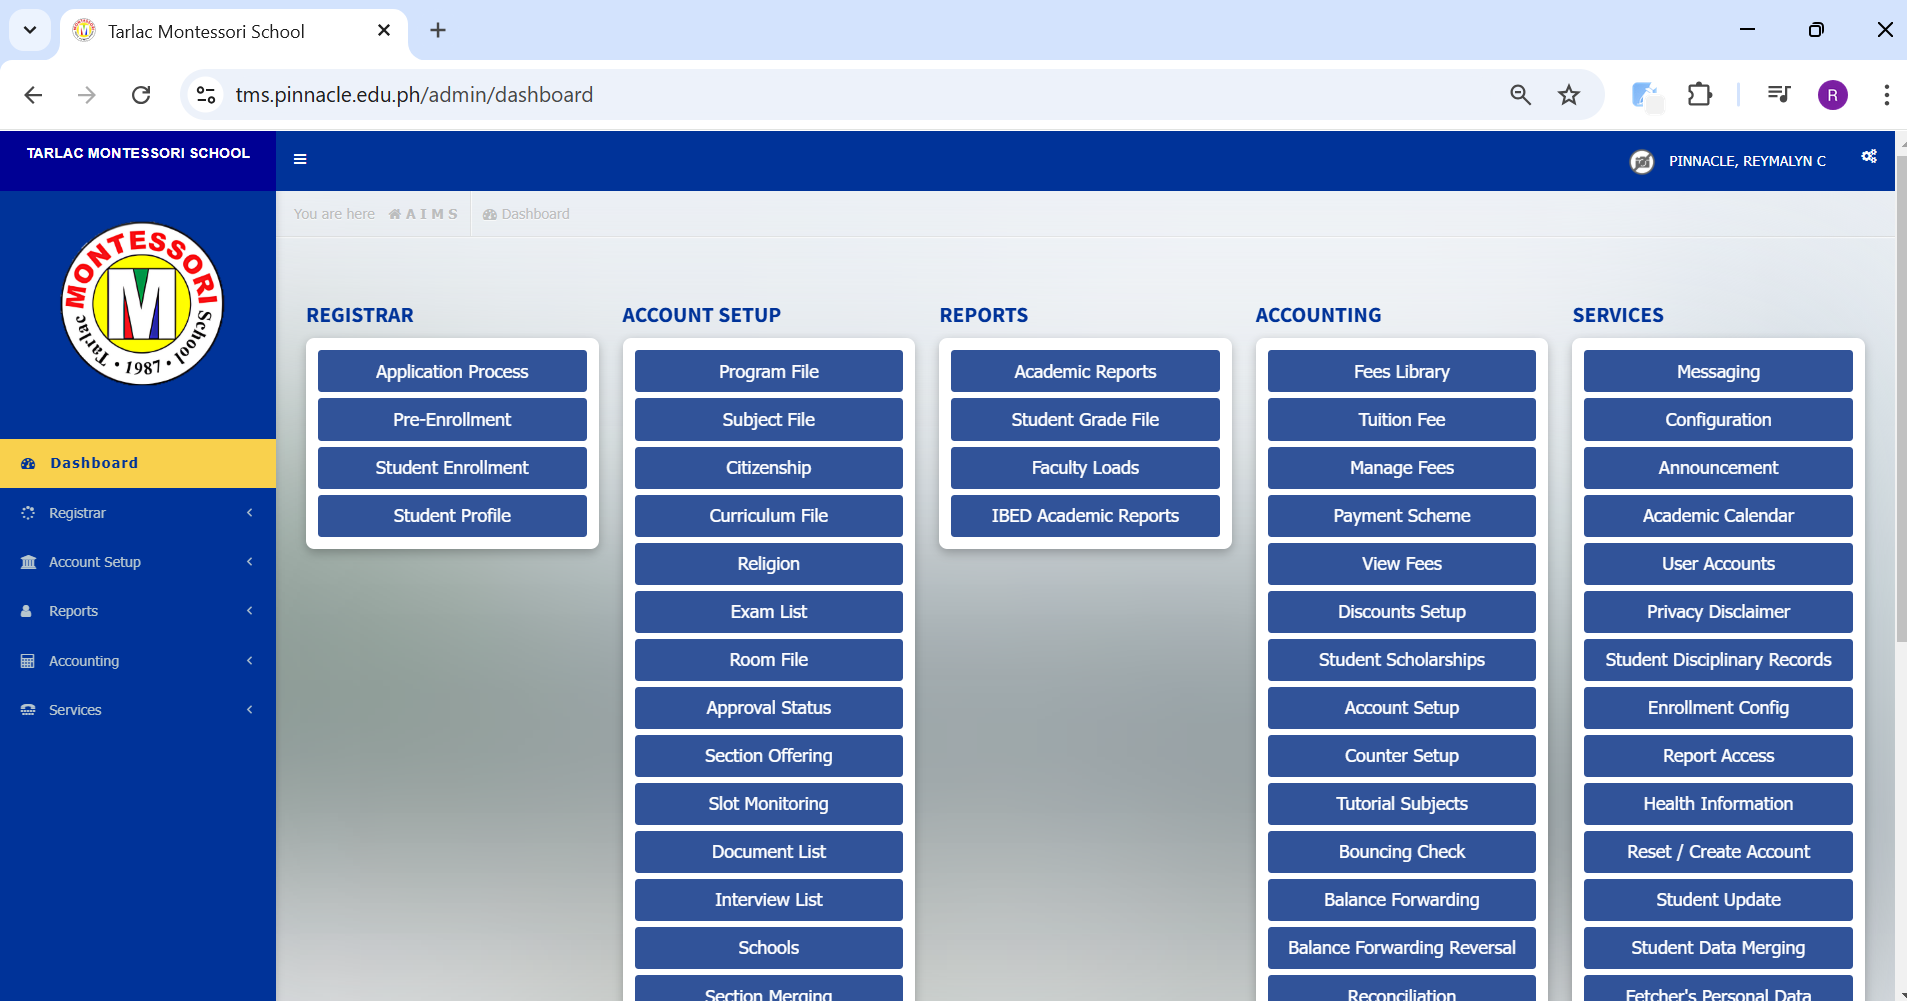 Tarlac Montessori School
tms.pinnacle.edu.ph/admin/dashboard
R
TARLAC MONTESSORI SCHOOL
PINNACLE, REYMALYN C
You are here A I M S Dashboard
MONTESSORI
M
Tarlac • 1987 • School
Dashboard
Registrar
Account Setup
Reports
Accounting
Services
REGISTRAR
Application Process
Pre-Enrollment
Student Enrollment
Student Profile
ACCOUNT SETUP
Program File
Subject File
Citizenship
Curriculum File
Religion
Exam List
Room File
Approval Status
Section Offering
Slot Monitoring
Document List
Interview List
Schools
Section Merging
REPORTS
Academic Reports
Student Grade File
Faculty Loads
IBED Academic Reports
ACCOUNTING
Fees Library
Tuition Fee
Manage Fees
Payment Scheme
View Fees
Discounts Setup
Student Scholarships
Account Setup
Counter Setup
Tutorial Subjects
Bouncing Check
Balance Forwarding
Balance Forwarding Reversal
Reconciliation
SERVICES
Messaging
Configuration
Announcement
Academic Calendar
User Accounts
Privacy Disclaimer
Student Disciplinary Records
Enrollment Config
Report Access
Health Information
Reset / Create Account
Student Update
Student Data Merging
Fetcher's Personal Data